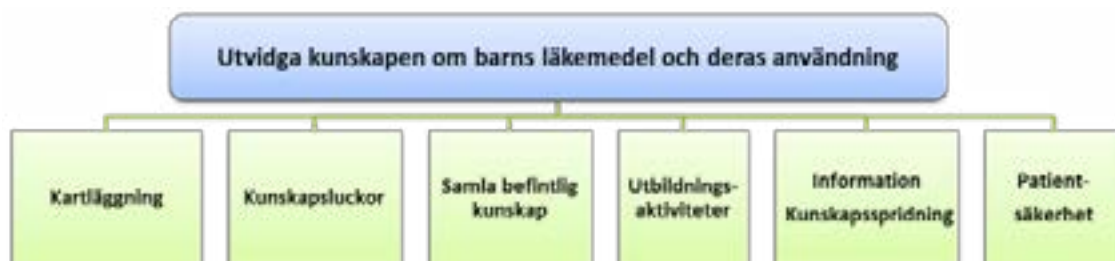 Utvidga kunskapen om barns läkemedel och deras användning
Kartläggning
Kunskapsluckor
Samla befintlig
kunskap
Utbildnings-
aktiviteter
Information
Kunskapsspridning
Patient-
säkerhet